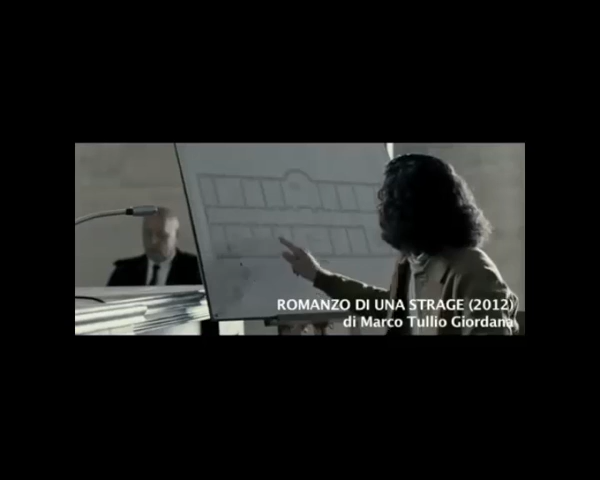 ROMANZO DI UNA STRAGE (2012)
di Marco Tullio Giordana